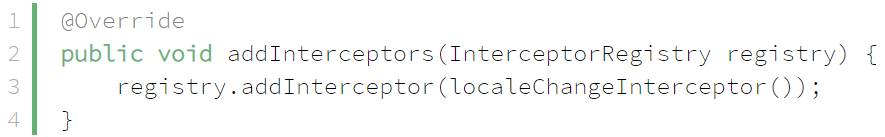 1 @Override
2 public void addInterceptors(InterceptorRegistry registry) {
3     registry.addInterceptor(localeChangeInterceptor());
4 }